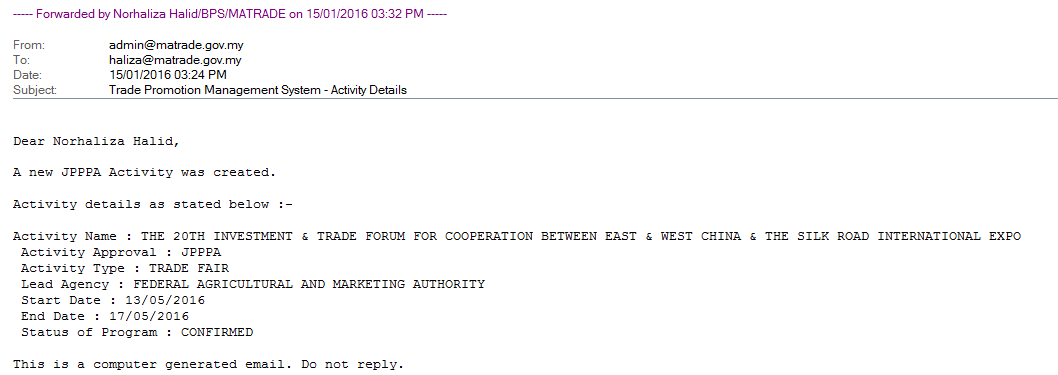 ----- Forwarded by Norhaliza Halid/BPS/MATRADE on 15/01/2016 03:32 PM -----
From: admin@matrade.gov.my
To: haliza@matrade.gov.my
Date: 15/01/2016 03:24 PM
Subject: Trade Promotion Management System - Activity Details
Dear Norhaliza Halid,
A new JPPPA Activity was created.
Activity details as stated below :-
Activity Name : THE 20TH INVESTMENT & TRADE FORUM FOR COOPERATION BETWEEN EAST & WEST CHINA & THE SILK ROAD INTERNATIONAL EXPO
Activity Approval : JPPPA
Activity Type : TRADE FAIR
Lead Agency : FEDERAL AGRICULTURAL AND MARKETING AUTHORITY
Start Date : 13/05/2016
End Date : 17/05/2016
Status of Program : CONFIRMED
This is a computer generated email. Do not reply.